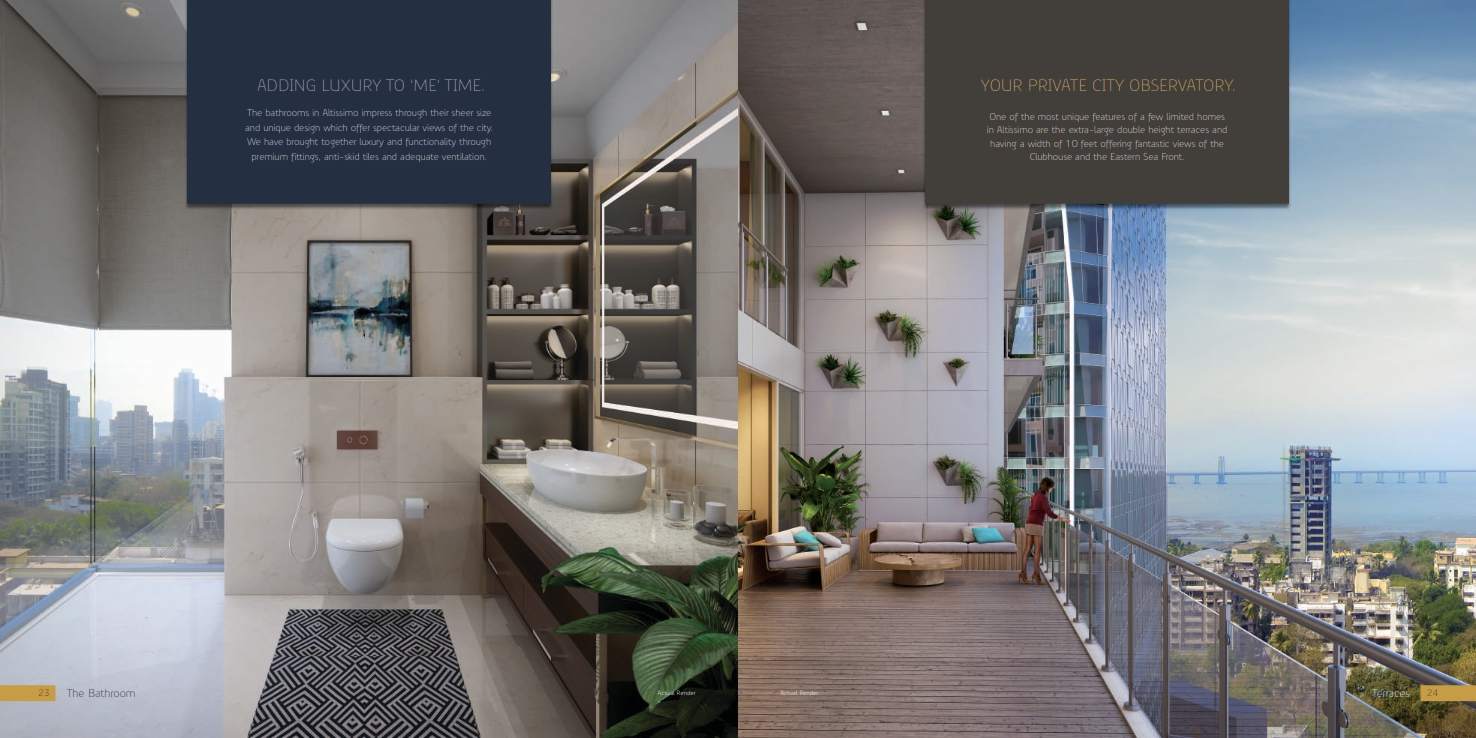 ADDING LUXURY TO 'ME' TIME.
The bathrooms in Altissimo impress through their sheer size
and unique design which offer spectacular views of the city.
We have brought together luxury and functionality through
premium fittings, anti-skid tiles and adequate ventilation.
23 The Bathroom
Actual Render
YOUR PRIVATE CITY OBSERVATORY.
One of the most unique features of a few limited homes
in Altissimo are the extra-large double height terraces and
having a width of 10 feet offering fantastic views of the
Clubhouse and the Eastern Sea Front.
Actual Render
Terraces 24